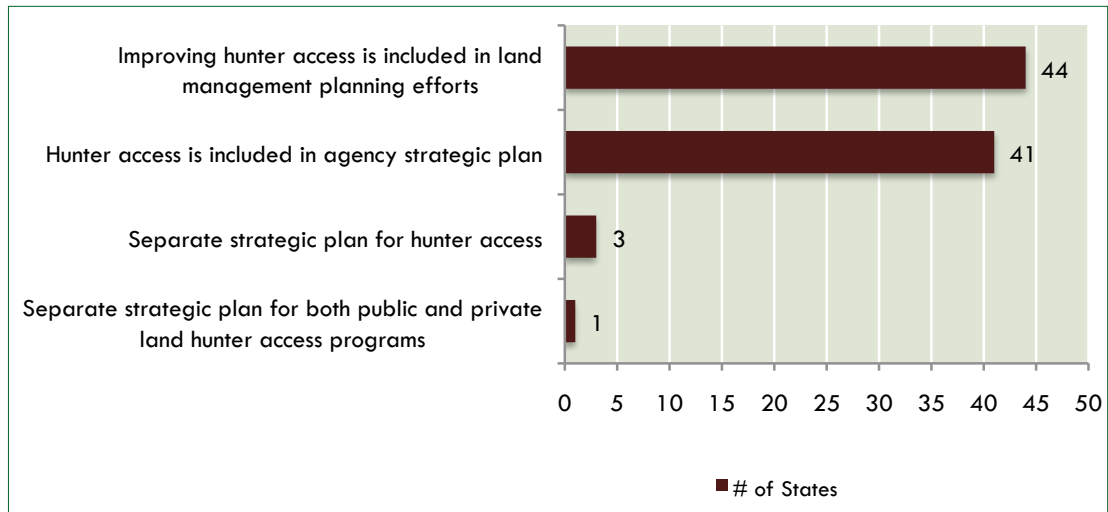 Improving hunter access is included in land
management planning efforts
44
Hunter access is included in agency strategic plan
41
Separate strategic plan for hunter access
3
Separate strategic plan for both public and private
land hunter access programs
1
0 5 10 15 20 25 30 35 40 45 50
# of States